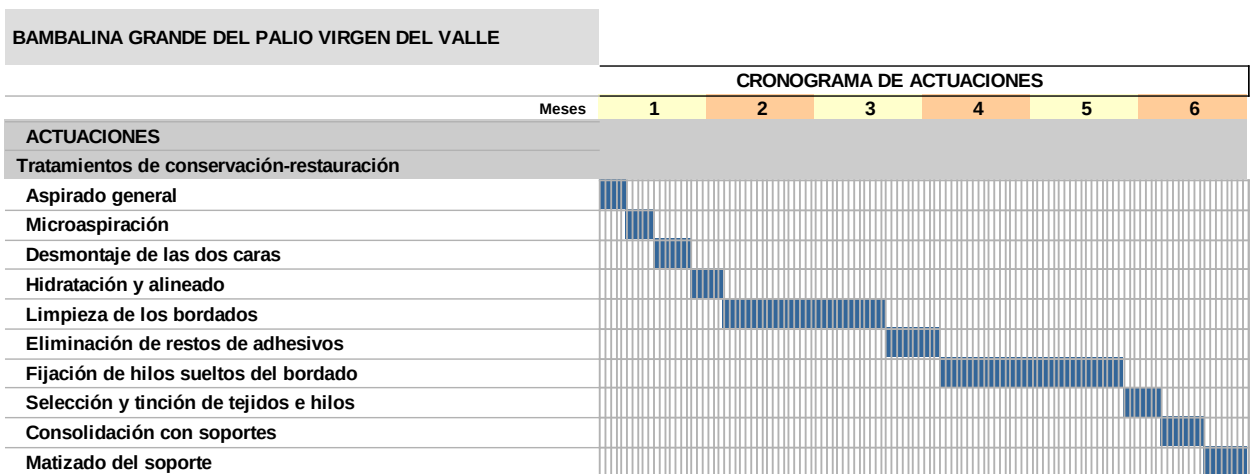 BAMBALINA GRANDE DEL PALIO VIRGEN DEL VALLE
CRONOGRAMA DE ACTUACIONES
Meses 1 2 3 4 5 6
ACTUACIONES
Tratamientos de conservación-restauración
Aspirado general
Microaspiración
Desmontaje de las dos caras
Hidratación y alineado
Limpieza de los bordados
Eliminación de restos de adhesivos
Fijación de hilos sueltos del bordado
Selección y tinción de tejidos e hilos
Consolidación con soportes
Matizado del soporte